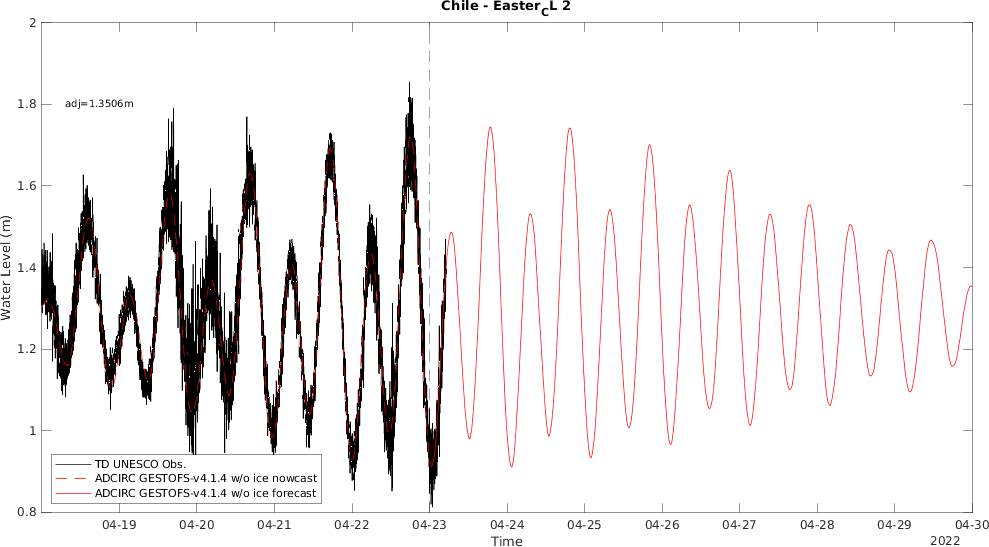 Chile - Easter_CL 2
2
1.8
1.6
1.4
1.2
1
0.8
Water Level (m)
adj=1.3506m
TD UNESCO Obs.
ADCIRC GESTOFS-v4.1.4 w/o ice nowcast
ADCIRC GESTOFS-v4.1.4 w/o ice forecast
04-19 04-20 04-21 04-22 04-23 04-24 04-25 04-26 04-27 04-28 04-29 04-30
Time
2022